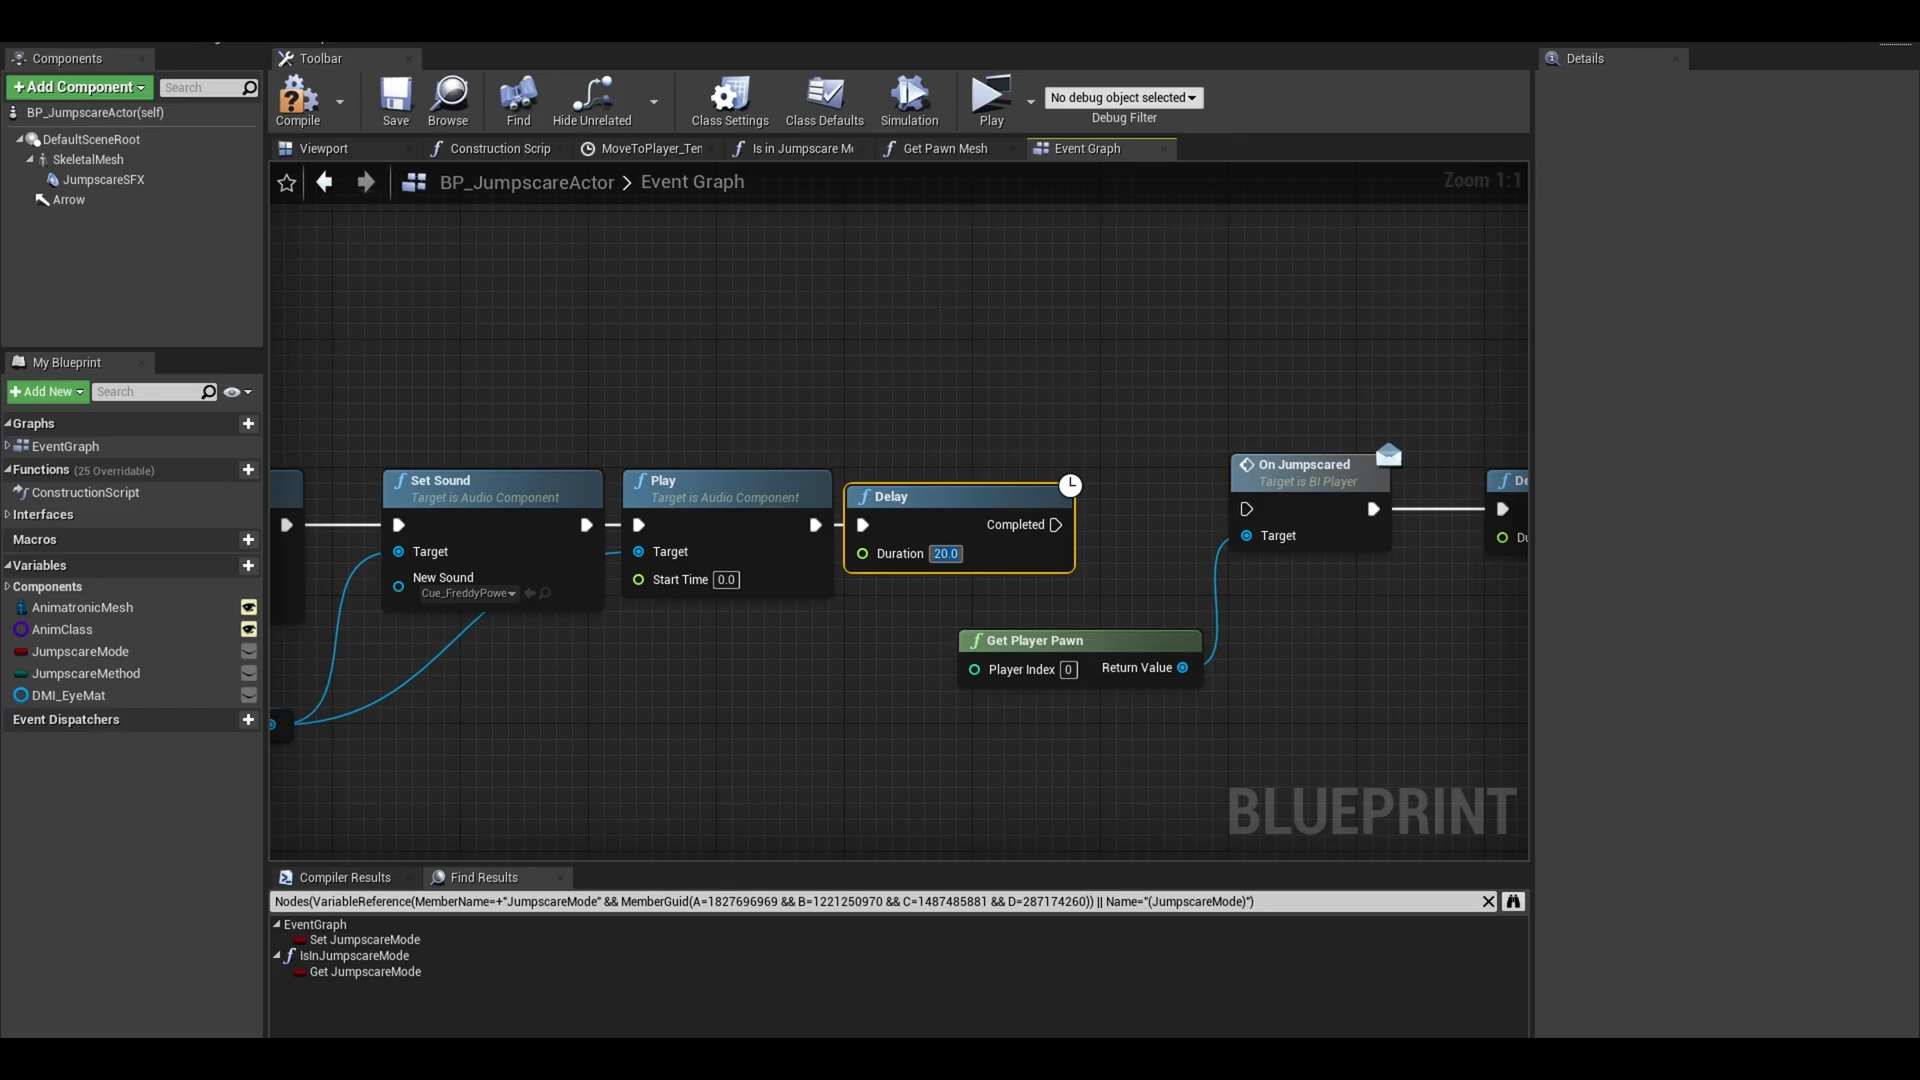 Components
Toolbar
Details
+Add Component
Search
BP_JumpscareActor(self)
DefaultSceneRoot
SkeletalMesh
JumpscareSFX
Arrow
Compile
Save
Browse
Find
Hide Unrelated
Class Settings
Class Defaults
Simulation
Play
No debug object selected
Debug Filter
Viewport
Construction Scrip
MoveToPlayer_Ten
Is in Jumpscare M
Get Pawn Mesh
Event Graph
BP_JumpscareActor > Event Graph
Zoom 1:1
My Blueprint
+Add New
Search
Graphs
EventGraph
Functions (25 Overridable)
ConstructionScript
Interfaces
Macros
Variables
Components
AnimatronicMesh
AnimClass
JumpscareMode
JumpscareMethod
DMI_EyeMat
Event Dispatchers
Set Sound
Target is Audio Component
Target
New Sound
Cue_FreddyPowe
Play
Target is Audio Component
Target
Start Time 0.0
Delay
Completed
Duration 20.0
Get Player Pawn
Player Index 0
Return Value
On Jumpscared
Target is BI Player
Target
De
Du
BLUEPRINT
Compiler Results
Find Results
Nodes(VariableReference(MemberName=+"JumpscareMode" && MemberGuid(A=1827696969 && B=1221250970 && C=1487485881 && D=287174260)) || Name="(JumpscareMode)")
EventGraph
Set JumpscareMode
IsInJumpscareMode
Get JumpscareMode